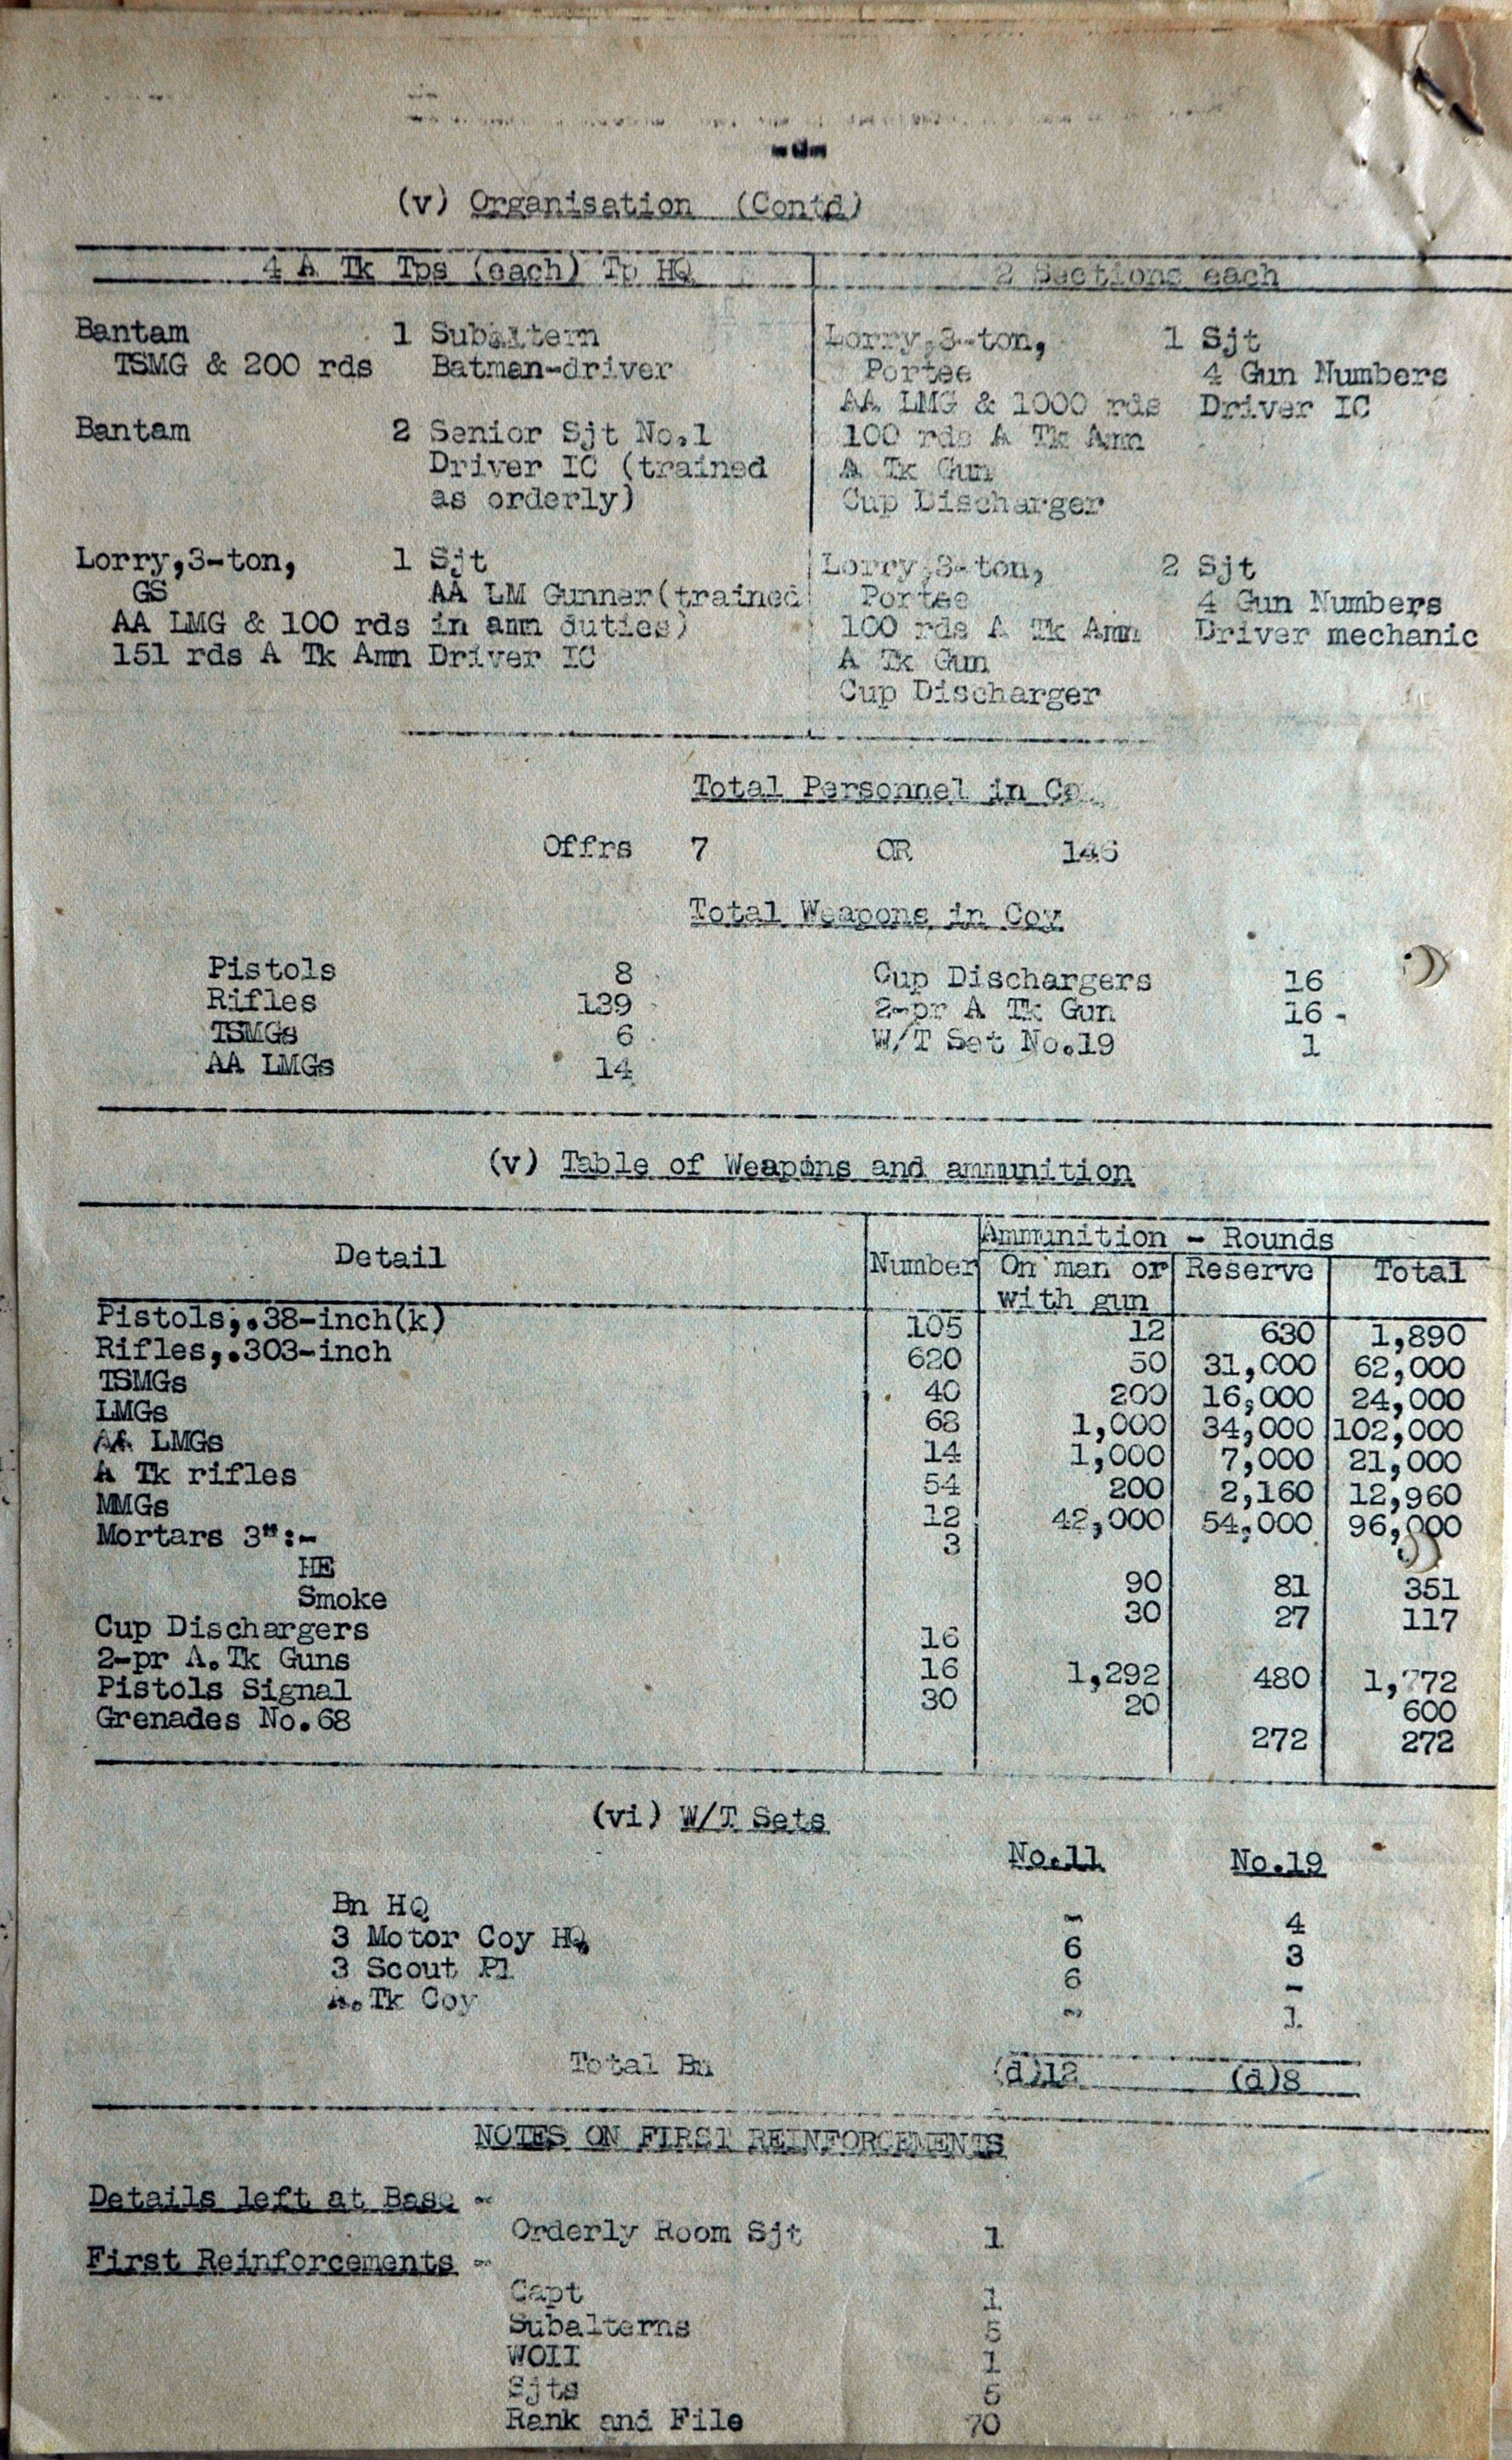 (v) Organisation (Contd)
4 A Tk Tps (each) Tp HQ 2 Sections each
Bantam 1 Subaltern Lorry,3-ton, 1 Sjt
TSMG & 200 rds Batman-driver Portee 4 Gun Numbers
AA LMG & 1000 rds Driver IC
Bantam 2 Senior Sjt No.1 100 rds A Tk Amn
Driver IC (trained A Tk Gun
as orderly) Cup Discharger
Lorry,3-ton, 1 Sjt Lorry,3-ton, 2 Sjt
GS AA LM Gunner(trained Portee 4 Gun Numbers
AA LMG & 100 rds in amn duties) 100 rds A Tk Amn Driver mechanic
151 rds A Tk Amn Driver IC A Tk Gun
Cup Discharger
Total Personnel in Co.
Offrs 7 OR
Total Weapons in Coy
Pistols 8 Cup Dischargers 16
Rifles 139 2-pr A Tk Gun 16
TSMGs 6 W/T Set No.19 1
AA LMGs 14
(v) Table of Weapons and ammunition
Ammunition - Rounds
Detail Number On man or Reserve Total
with gun
Pistols,.38-inch(k) 105 12 630 1,890
Rifles,.303-inch 620 50 31,000 62,000
TSMGs 40 200 16,000 24,000
LMGs 68 1,000 34,000 102,000
AA LMGs 14 1,000 7,000 21,000
A Tk rifles 54 200 2,160 12,960
MMGs 12 42,000 54,000 96,000
Mortars 3":- 3
HE 90 81 351
Smoke 30 27 117
Cup Dischargers 16
2-pr A.Tk Guns 16 1,292 480 1,772
Pistols Signal 30 20 600
Grenades No.68 272 272
(vi) W/T Sets
No.11 No.19
Bn HQ - 4
3 Motor Coy HQ 6 3
3 Scout Pl 6 -
A.Tk Coy - 1
Total Bn (d)12 (d)8
NOTES ON FIRST REINFORCEMENTS
Details left at Base -
Orderly Room Sjt 1
First Reinforcements -
Capt 1
Subalterns 5
WOII 1
Sjts 6
Rank and File 70